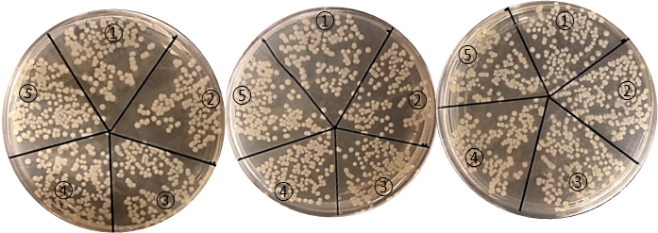 ① ② ③ ④ ⑤
① ② ③ ④ ⑤
① ② ③ ④ ⑤